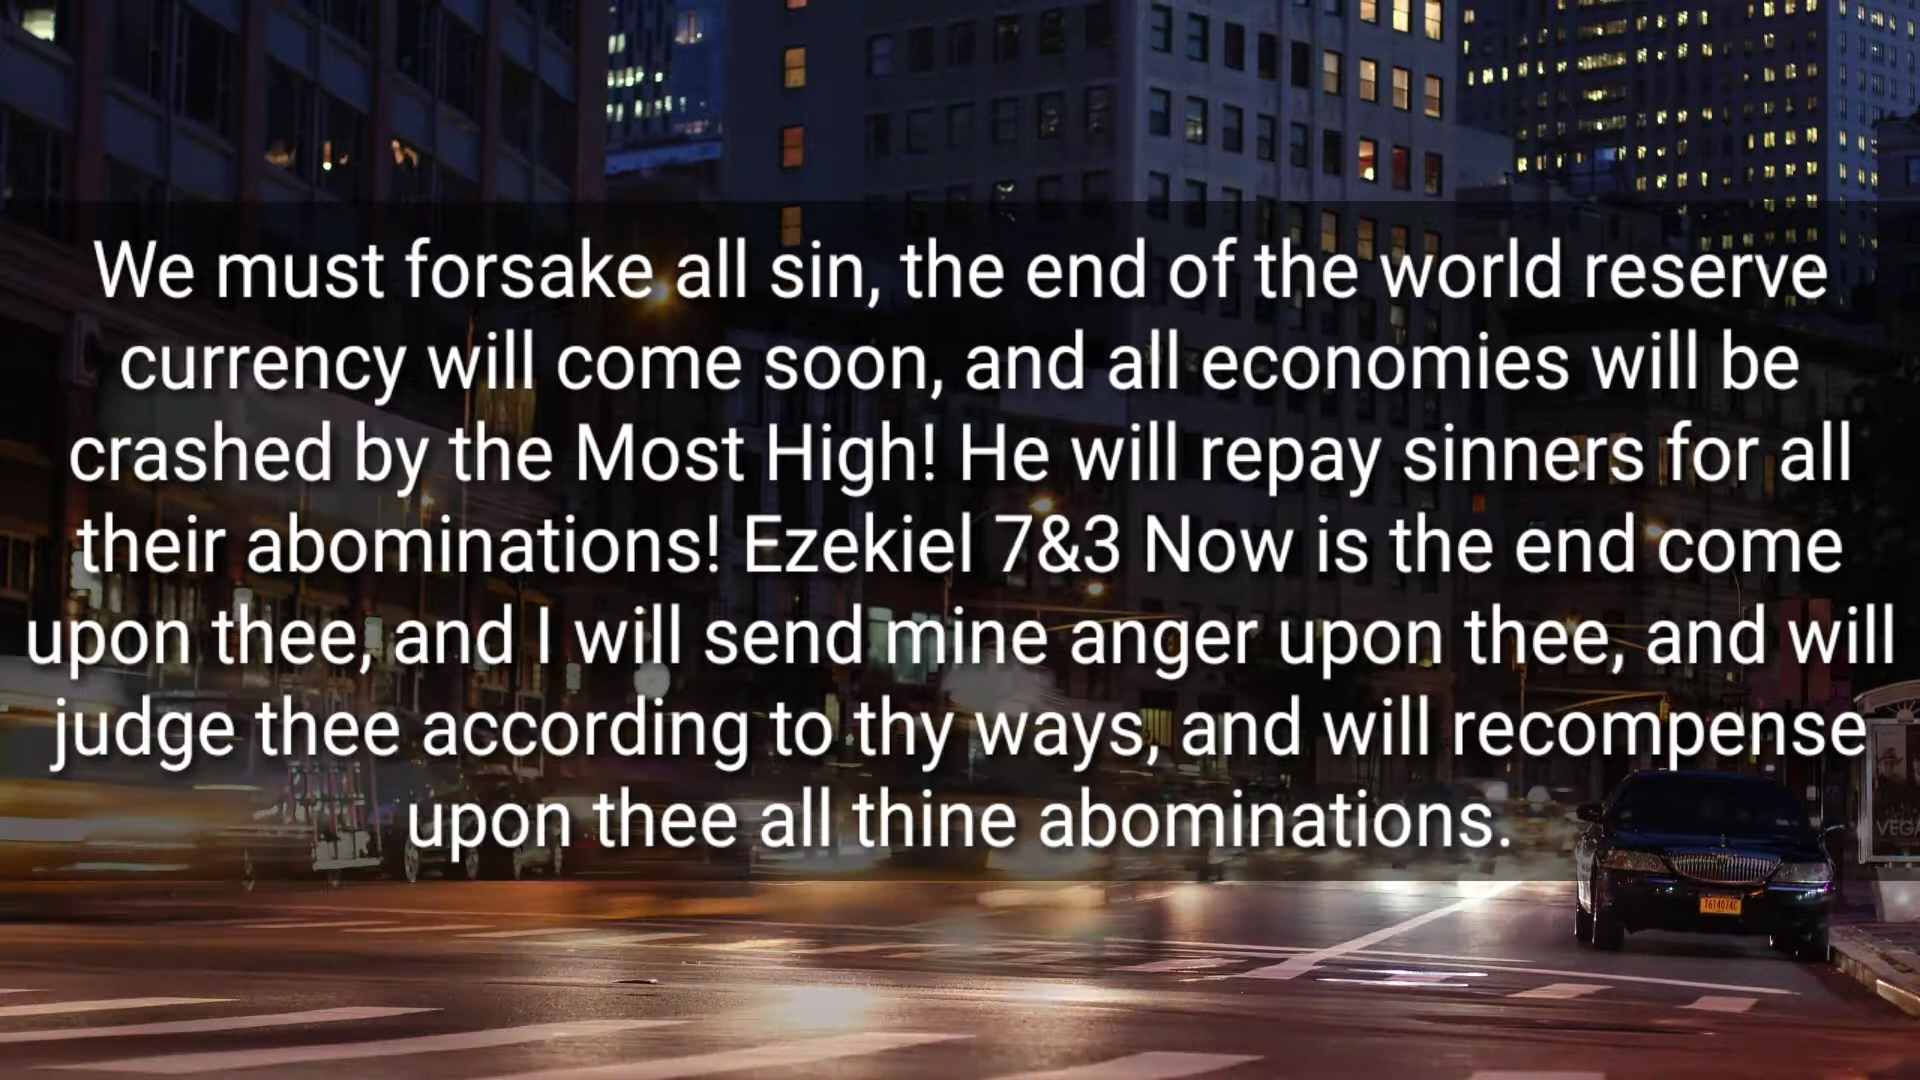 We must forsake all sin, the end of the world reserve
currency will come soon, and all economies will be
crashed by the Most High! He will repay sinners for all
their abominations! Ezekiel 7&3 Now is the end come
upon thee, and I will send mine anger upon thee, and will
judge thee according to thy ways, and will recompense
upon thee all thine abominations.
T614074C